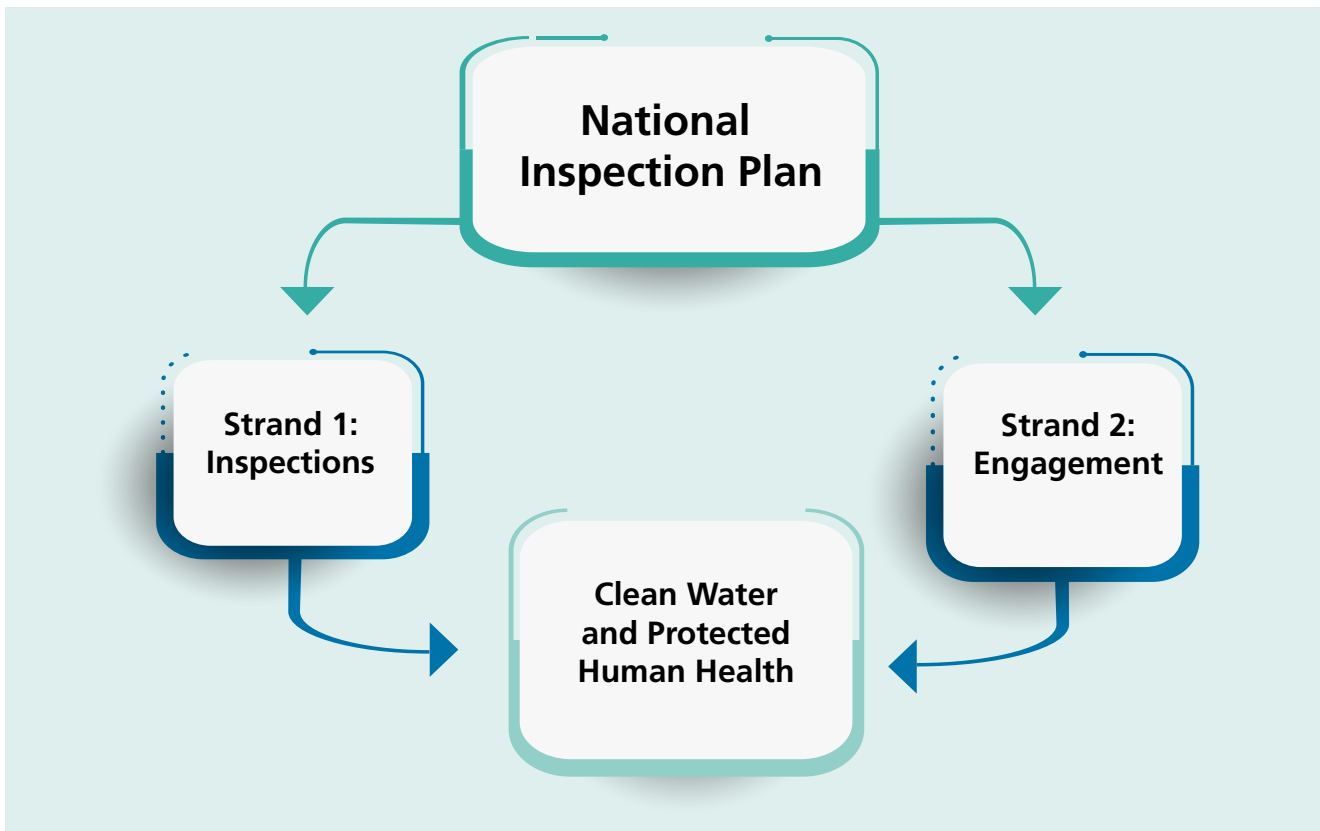 National
Inspection Plan
Strand 1:
Inspections
Strand 2:
Engagement
Clean Water
and Protected
Human Health